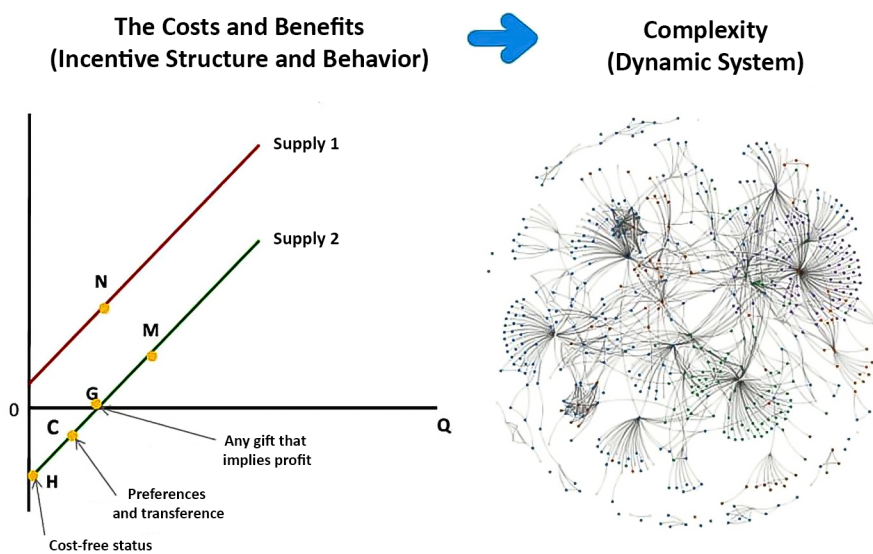 The Costs and Benefits
(Incentive Structure and Behavior)
Complexity
(Dynamic System)
Supply 1
Supply 2
N
M
G
0
Q
C
Any gift that
implies profit
H
Preferences
and transference
Cost-free status